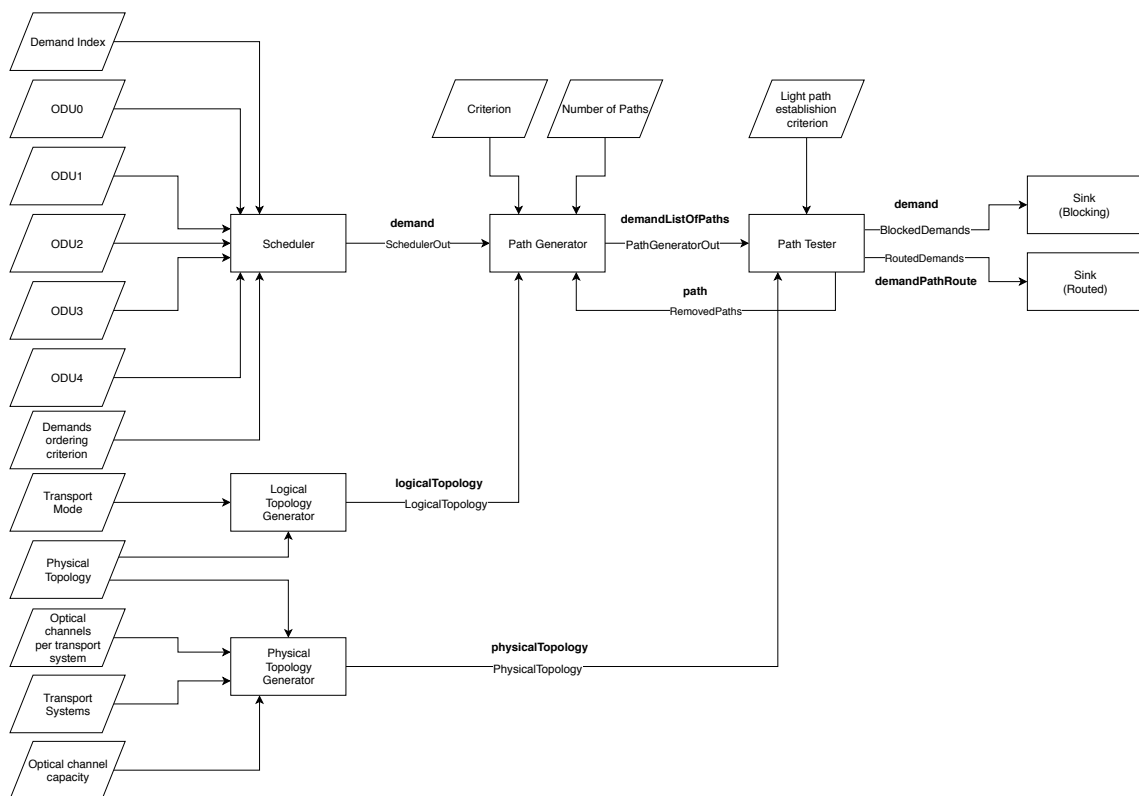 Demand Index
ODU0
Criterion
Number of Paths
Light path
establishion
criterion
ODU1
ODU2
Scheduler
demand
SchedulerOut
Path Generator
demandListOfPaths
PathGeneratorOut
Path Tester
demand
BlockedDemands
Sink
(Blocking)
RoutedDemands
demandPathRoute
Sink
(Routed)
path
RemovedPaths
ODU3
ODU4
Demands
ordering
criterion
Transport
Mode
Logical
Topology
Generator
logicalTopology
LogicalTopology
Physical
Topology
Optical
channels
per transport
system
Physical
Topology
Generator
physicalTopology
PhysicalTopology
Transport
Systems
Optical channel
capacity